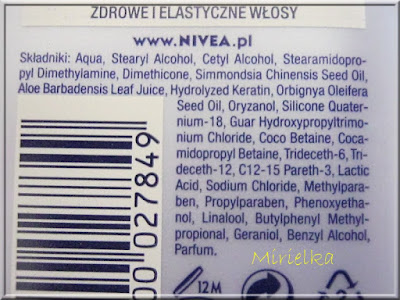 ZDROWE I ELASTYCZNE WŁOSY
www.NIVEA.pl
Składniki: Aqua, Stearyl Alcohol, Cetyl Alcohol, Stearamidopro-
pyl Dimethylamine, Dimethicone, Simmondsia Chinensis Seed Oil,
Aloe Barbadensis Leaf Juice, Hydrolyzed Keratin, Orbignya Oleifera
Seed Oil, Oryzanol, Silicone Quater-
nium-18, Guar Hydroxypropyltrimo-
nium Chloride, Coco Betaine, Coca-
midopropyl Betaine, Trideceth-6, Tri-
deceth-12, C12-15 Pareth-3, Lactic
Acid, Sodium Chloride, Methylpara-
ben, Propylparaben, Phenoxyetha-
nol, Linalool, Butylphenyl Methyl-
propional, Geraniol, Benzyl Alcohol,
Parfum.
00 027849
Mirielka
12M